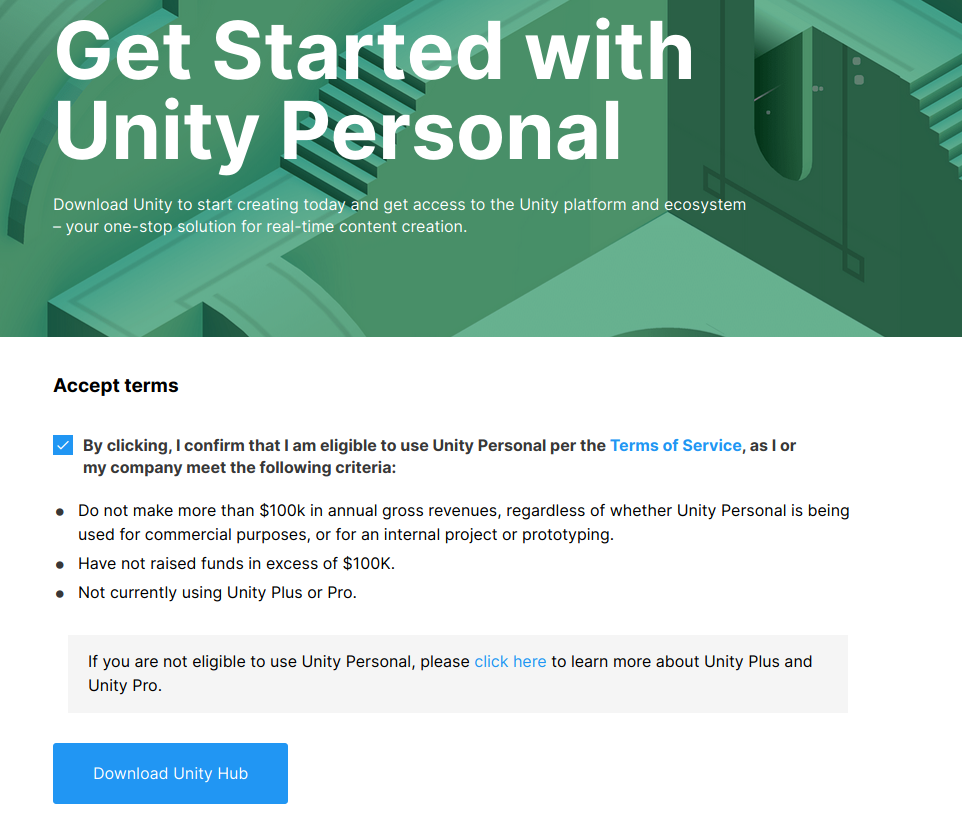 Get Started with
Unity Personal
Download Unity to start creating today and get access to the Unity platform and ecosystem
– your one-stop solution for real-time content creation.
Accept terms
By clicking, I confirm that I am eligible to use Unity Personal per the Terms of Service, as I or
my company meet the following criteria:
● Do not make more than $100k in annual gross revenues, regardless of whether Unity Personal is being
used for commercial purposes, or for an internal project or prototyping.
● Have not raised funds in excess of $100K.
● Not currently using Unity Plus or Pro.
If you are not eligible to use Unity Personal, please click here to learn more about Unity Plus and
Unity Pro.
Download Unity Hub